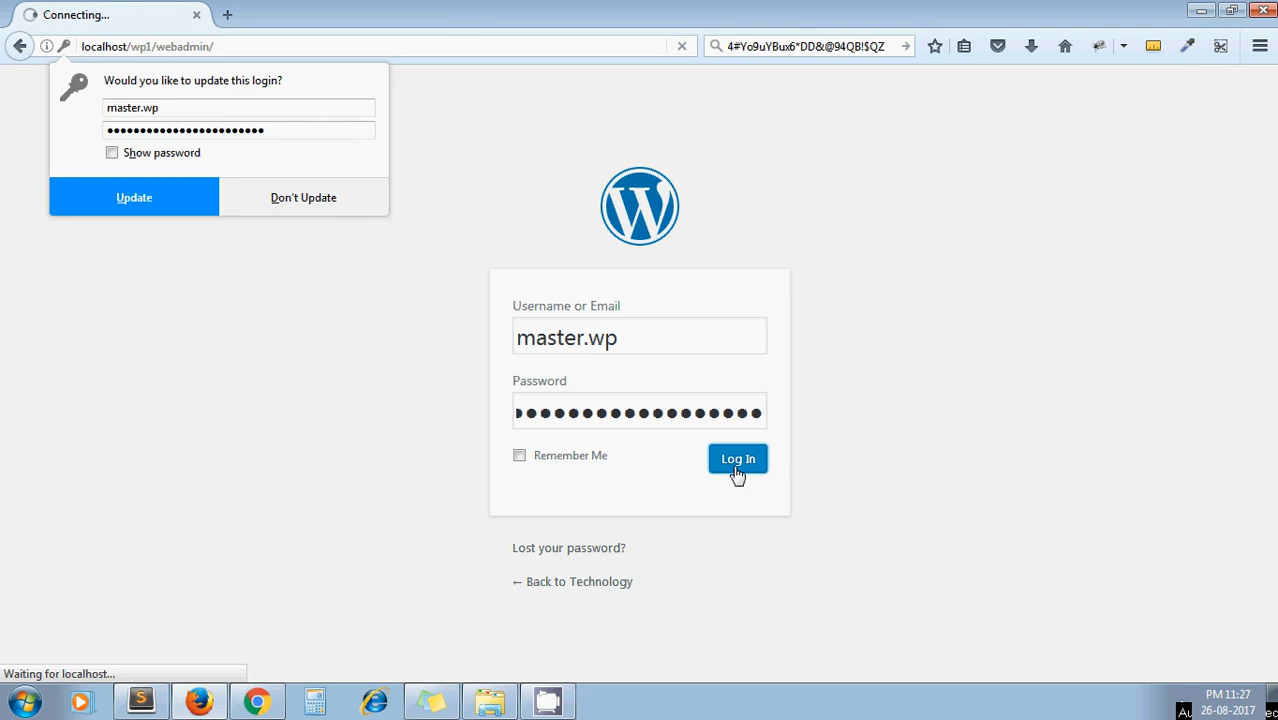 Connecting...
localhost/wp1/webadmin/
4#Yo9uYBux6*DD&@94QB!$QZ
Would you like to update this login?
master.wp
●●●●●●●●●●●●●●●●●●●●●●●●
Show password
Update
Don't Update
Username or Email
master.wp
Password
●●●●●●●●●●●●●●●●●●
Remember Me
Log In
Lost your password?
← Back to Technology
Waiting for localhost...
PM 11:27
26-08-2017